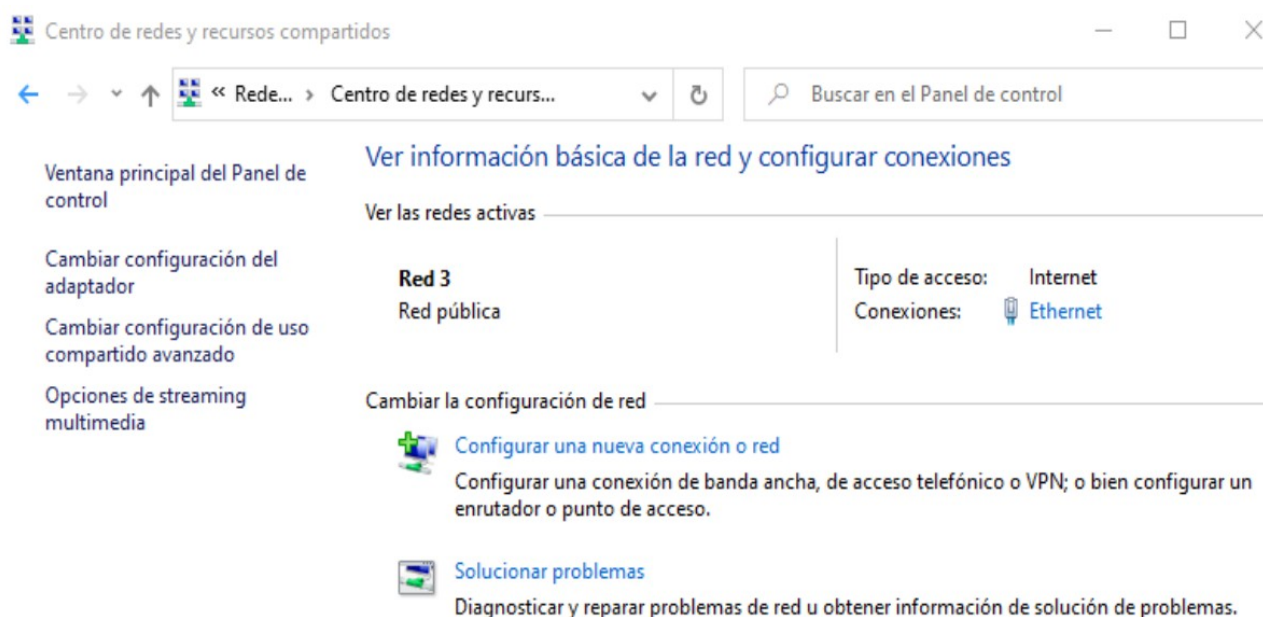 Centro de redes y recursos compartidos
« Rede... › Centro de redes y recurs...
Buscar en el Panel de control
Ventana principal del Panel de
control
Cambiar configuración del
adaptador
Cambiar configuración de uso
compartido avanzado
Opciones de streaming
multimedia
Ver información básica de la red y configurar conexiones
Ver las redes activas
Red 3
Red pública
Tipo de acceso: Internet
Conexiones: Ethernet
Cambiar la configuración de red
Configurar una nueva conexión o red
Configurar una conexión de banda ancha, de acceso telefónico o VPN; o bien configurar un
enrutador o punto de acceso.
Solucionar problemas
Diagnosticar y reparar problemas de red u obtener información de solución de problemas.